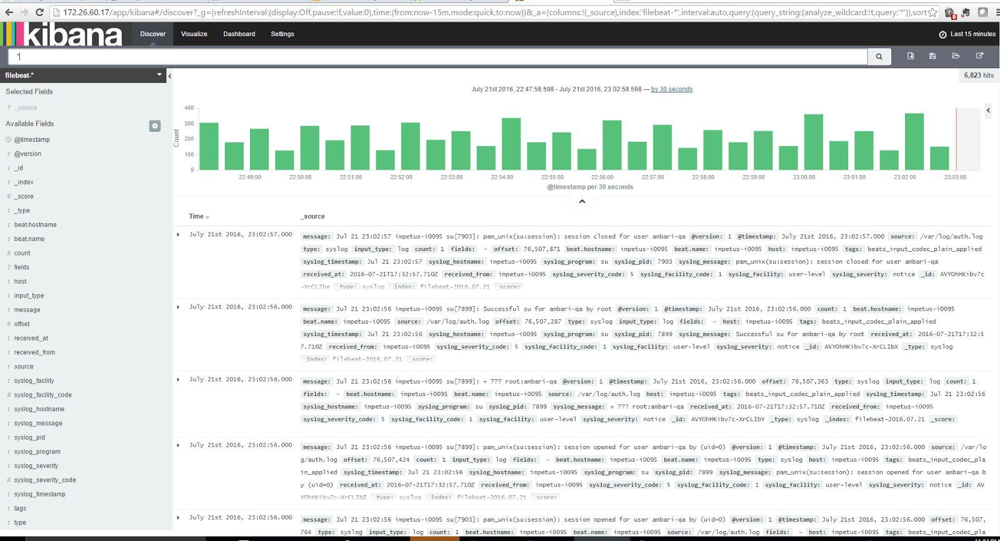 172.26.60.17/app/kibana#/discover?_g=(refreshInterval:(display:Off,pause:!f,value:0),time:(from:now-15m,mode:quick,to:now))&_a=(columns:!(_source),index:'filebeat-*',interval:auto,query:(query_string:(analyze_wildcard:!t,query:'*')),sort
kibana Discover Visualize Dashboard Settings Last 15 minutes
*
filebeat-* 6,823 hits
Selected Fields
? _source
Available Fields
@timestamp
t @version
t _id
t _index
# _score
t _type
t beat.hostname
t beat.name
# count
? fields
t host
t input_type
t message
# offset
t received_at
t received_from
t source
t syslog_facility
# syslog_facility_code
t syslog_hostname
t syslog_message
t syslog_pid
t syslog_program
t syslog_severity
# syslog_severity_code
t syslog_timestamp
t tags
t type
July 21st 2016, 22:47:58.598 - July 21st 2016, 23:02:58.598 — by 30 seconds
400
300
200
100
0
Count
22:49:00 22:50:00 22:51:00 22:52:00 22:53:00 22:54:00 22:55:00 22:56:00 22:57:00 22:58:00 22:59:00 23:00:00 23:01:00 23:02:00 23:03:00
@timestamp per 30 seconds
Time _source
July 21st 2016, 23:02:57.000 message: Jul 21 23:02:57 impetus-i0095 su[7903]: pam_unix(su:session): session closed for user ambari-qa @version: 1 @timestamp: July 21st 2016, 23:02:57.000 source: /var/log/auth.log
type: syslog input_type: log count: 1 fields: - offset: 76,507,871 beat.hostname: impetus-i0095 beat.name: impetus-i0095 host: impetus-i0095 tags: beats_input_codec_plain_applied
syslog_timestamp: Jul 21 23:02:57 syslog_hostname: impetus-i0095 syslog_program: su syslog_pid: 7903 syslog_message: pam_unix(su:session): session closed for user ambari-qa
received_at: 2016-07-21T17:32:57.710Z received_from: impetus-i0095 syslog_severity_code: 5 syslog_facility_code: 1 syslog_facility: user-level syslog_severity: notice _id: AVYOhHKibv7c
-XrCLIbe _type: syslog _index: filebeat-2016.07.21 _score:
July 21st 2016, 23:02:56.000 message: Jul 21 23:02:56 impetus-i0095 su[7899]: Successful su for ambari-qa by root @version: 1 @timestamp: July 21st 2016, 23:02:56.000 count: 1 beat.hostname: impetus-i0095
beat.name: impetus-i0095 source: /var/log/auth.log offset: 76,507,287 type: syslog input_type: log fields: - host: impetus-i0095 tags: beats_input_codec_plain_applied
syslog_timestamp: Jul 21 23:02:56 syslog_hostname: impetus-i0095 syslog_program: su syslog_pid: 7899 syslog_message: Successful su for ambari-qa by root received_at: 2016-07-21T17:32:5
7.710Z received_from: impetus-i0095 syslog_severity_code: 5 syslog_facility_code: 1 syslog_facility: user-level syslog_severity: notice _id: AVYOhHKibv7c-XrCLIbX _type: syslog
_index: filebeat-2016.07.21 _score:
July 21st 2016, 23:02:56.000 message: Jul 21 23:02:56 impetus-i0095 su[7899]: + ??? root:ambari-qa @version: 1 @timestamp: July 21st 2016, 23:02:56.000 offset: 76,507,363 type: syslog input_type: log count: 1
fields: - beat.hostname: impetus-i0095 beat.name: impetus-i0095 source: /var/log/auth.log host: impetus-i0095 tags: beats_input_codec_plain_applied syslog_timestamp: Jul 21 23:02:56
syslog_hostname: impetus-i0095 syslog_program: su syslog_pid: 7899 syslog_message: + ??? root:ambari-qa received_at: 2016-07-21T17:32:57.710Z received_from: impetus-i0095
syslog_severity_code: 5 syslog_facility_code: 1 syslog_facility: user-level syslog_severity: notice _id: AVYOhHKibv7c-XrCLIbY _type: syslog _index: filebeat-2016.07.21 _score:
July 21st 2016, 23:02:56.000 message: Jul 21 23:02:56 impetus-i0095 su[7899]: pam_unix(su:session): session opened for user ambari-qa by (uid=0) @version: 1 @timestamp: July 21st 2016, 23:02:56.000 source: /var/lo
g/auth.log offset: 76,507,424 count: 1 input_type: log fields: - beat.hostname: impetus-i0095 beat.name: impetus-i0095 type: syslog host: impetus-i0095 tags: beats_input_codec_pla
in_applied syslog_timestamp: Jul 21 23:02:56 syslog_hostname: impetus-i0095 syslog_program: su syslog_pid: 7899 syslog_message: pam_unix(su:session): session opened for user ambari-qa b
y (uid=0) received_at: 2016-07-21T17:32:57.710Z received_from: impetus-i0095 syslog_severity_code: 5 syslog_facility_code: 1 syslog_facility: user-level syslog_severity: notice _id: AV
YOhHKibv7c-XrCLIbZ _type: syslog _index: filebeat-2016.07.21 _score:
July 21st 2016, 23:02:56.000 message: Jul 21 23:02:56 impetus-i0095 su[7903]: pam_unix(su:session): session opened for user ambari-qa by (uid=0) @version: 1 @timestamp: July 21st 2016, 23:02:56.000 offset: 76,507,
764 type: syslog input_type: log count: 1 beat.hostname: impetus-i0095 beat.name: impetus-i0095 source: /var/log/auth.log fields: - host: impetus-i0095 tags: beats_input_codec_pla